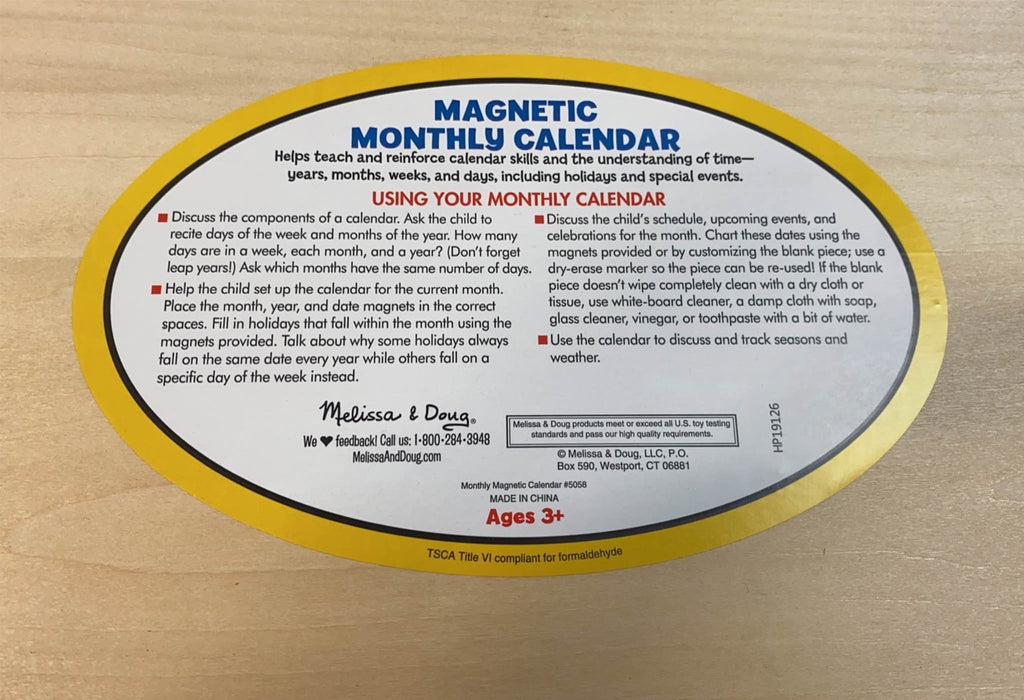 MAGNETIC
MONTHLY CALENDAR
Helps teach and reinforce calendar skills and the understanding of time—
years, months, weeks, and days, including holidays and special events.
USING YOUR MONTHLY CALENDAR
■ Discuss the components of a calendar. Ask the child to
recite days of the week and months of the year. How many
days are in a week, each month, and a year? (Don't forget
leap years!) Ask which months have the same number of days.
■ Help the child set up the calendar for the current month.
Place the month, year, and date magnets in the correct
spaces. Fill in holidays that fall within the month using the
magnets provided. Talk about why some holidays always
fall on the same date every year while others fall on a
specific day of the week instead.
■ Discuss the child's schedule, upcoming events, and
celebrations for the month. Chart these dates using the
magnets provided or by customizing the blank piece; use a
dry-erase marker so the piece can be re-used! If the blank
piece doesn't wipe completely clean with a dry cloth or
tissue, use white-board cleaner, a damp cloth with soap,
glass cleaner, vinegar, or toothpaste with a bit of water.
■ Use the calendar to discuss and track seasons and
weather.
Melissa & Doug®
We ♥ feedback! Call us: 1•800•284•3948
MelissaAndDoug.com
Melissa & Doug products meet or exceed all U.S. toy testing
standards and pass our high quality requirements.
© Melissa & Doug, LLC, P.O.
Box 590, Westport, CT 06881
HP19126
Monthly Magnetic Calendar #5058
MADE IN CHINA
Ages 3+
TSCA Title VI compliant for formaldehyde